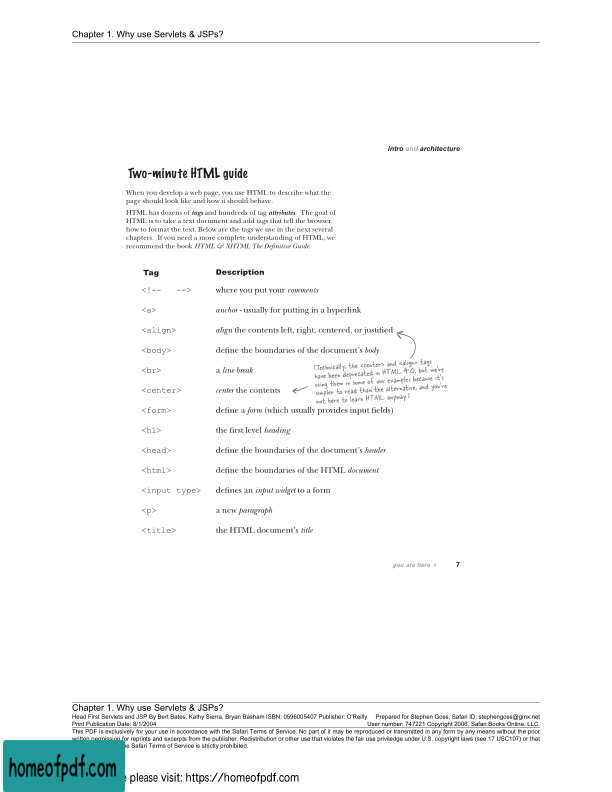 Chapter 1. Why use Servlets & JSPs?
intro and architecture
Two-minute HTML guide
When you develop a web page, you use HTML to describe what the
page should look like and how it should behave.
HTML has dozens of tags and hundreds of tag attributes. The goal of
HTML is to take a text document and add tags that tell the browser
how to format the text. Below are the tags we use in the next several
chapters. If you need a more complete understanding of HTML, we
recommend the book HTML & XHTML The Definitive Guide.
Tag Description
<!-- --> where you put your comments
<a> anchor - usually for putting in a hyperlink
<align> align the contents left, right, centered, or justified
<body> define the boundaries of the document's body
<br> a line break
(Technically, the <center> and <align> tags
have been deprecated in HTML 4.0, but we're
using them in some of our examples because it's
simpler to read than the alternative, and you're
not here to learn HTML anyway.)
<center> center the contents
<form> define a form (which usually provides input fields)
<h1> the first level heading
<head> define the boundaries of the document's header
<html> define the boundaries of the HTML document
<input type> defines an input widget to a form
<p> a new paragraph
<title> the HTML document's title
you are here ▸ 7
Chapter 1. Why use Servlets & JSPs?
Head First Servlets and JSP By Bert Bates, Kathy Sierra, Bryan Basham ISBN: 0596005407 Publisher: O'Reilly Prepared for Stephen Goss, Safari ID: stephengoss@gmx.net
Print Publication Date: 8/1/2004 User number: 747221 Copyright 2006, Safari Books Online, LLC.
This PDF is exclusively for your use in accordance with the Safari Terms of Service. No part of it may be reproduced or transmitted in any form by any means without the prior
written permission for reprints and excerpts from the publisher. Redistribution or other use that violates the fair use priviledge under U.S. copyright laws (see 17 USC107) or that
Safari Terms of Service is strictly prohibited.
homeofpdf.com
please visit: https://homeofpdf.com